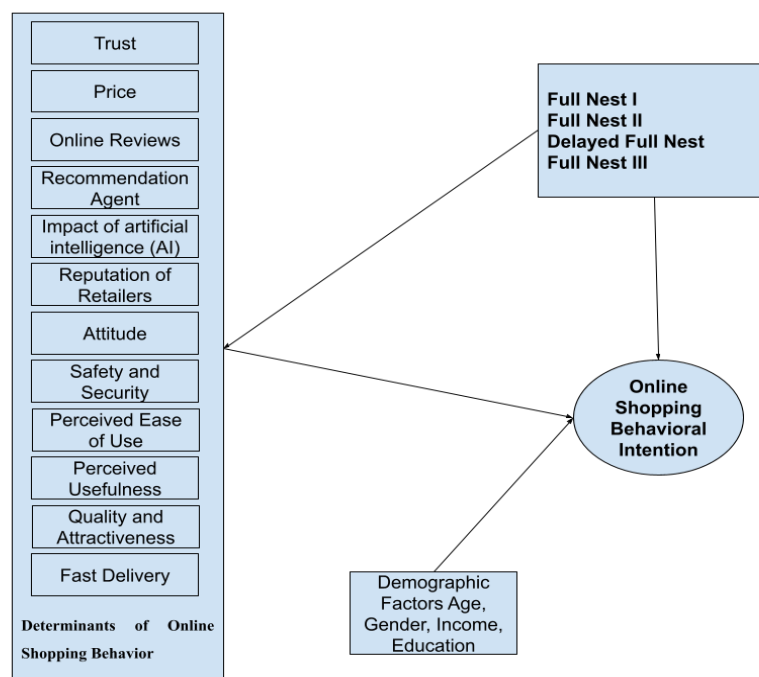 Trust
Price
Online Reviews
Recommendation
Agent
Impact of artificial
intelligence (AI)
Reputation of
Retailers
Attitude
Safety and
Security
Perceived Ease
of Use
Perceived
Usefulness
Quality and
Attractiveness
Fast Delivery
Determinants of Online
Shopping Behavior
Full Nest I
Full Nest II
Delayed Full Nest
Full Nest III
Online
Shopping
Behavioral
Intention
Demographic
Factors Age,
Gender, Income,
Education